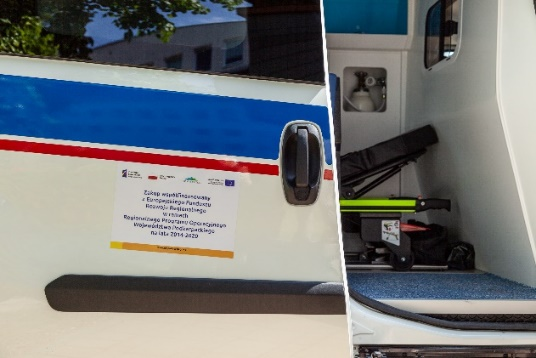 Zakup współfinansowany
z Europejskiego Funduszu
Rozwoju Regionalnego
w ramach
Regionalnego Programu Operacyjnego
Województwa Podkarpackiego
na lata 2014-2020